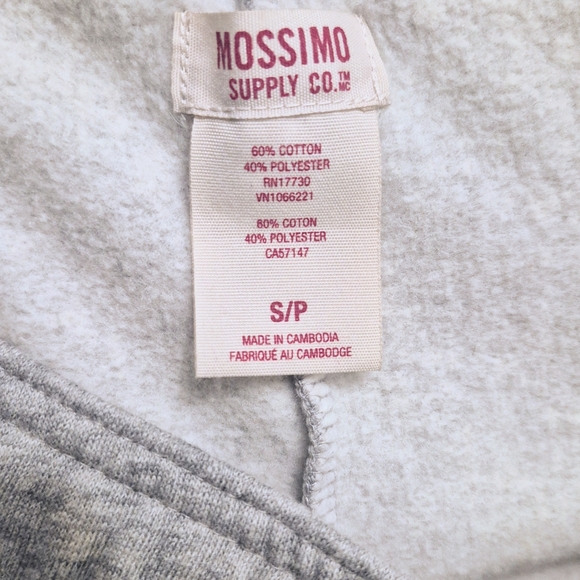 MOSSIMO
SUPPLY CO.™ MC
60% COTTON
40% POLYESTER
RN17730
VN1066221
60% COTON
40% POLYESTER
CA57147
S/P
MADE IN CAMBODIA
FABRIQUÉ AU CAMBODGE